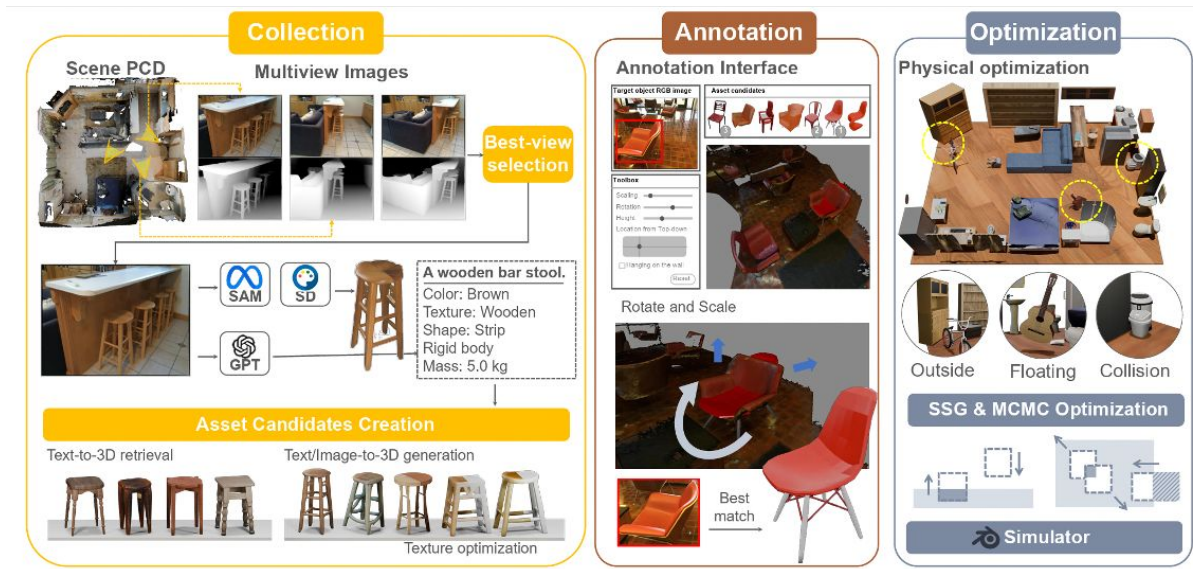 Collection
Scene PCD
Multiview Images
Best-view
selection
SAM
SD
GPT
A wooden bar stool.
Color: Brown
Texture: Wooden
Shape: Strip
Rigid body
Mass: 5.0 kg
Asset Candidates Creation
Text-to-3D retrieval
Text/Image-to-3D generation
Texture optimization
Annotation
Annotation Interface
Target object RGB image
Asset candidates
Toolbox
Scaling
Rotation
Height
Location from Top down
Hanging on the wall
Rotate and Scale
Best
match
Optimization
Physical optimization
Outside
Floating
Collision
SSG & MCMC Optimization
Simulator